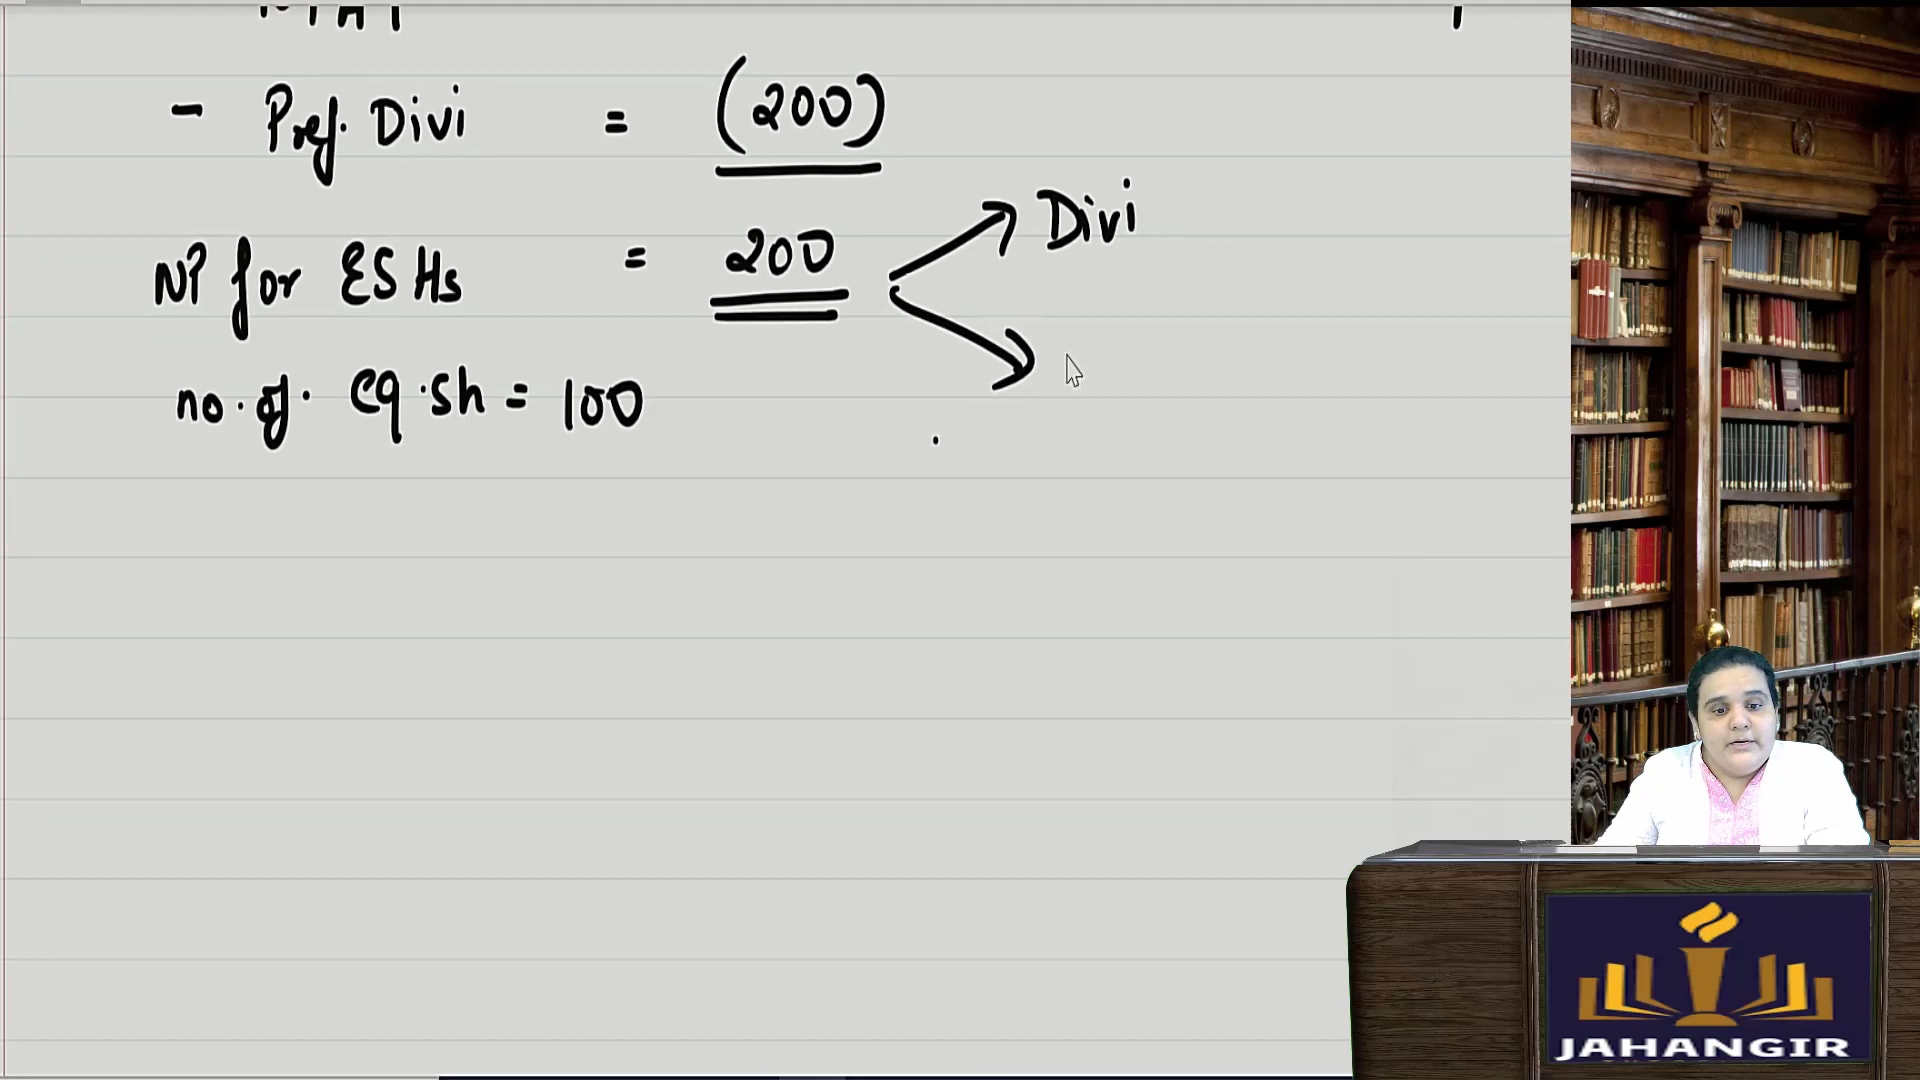 - Pref. Divi = (200)
NP for ESHs = 200
Divi
no. of. eq. sh = 100
JAHANGIR